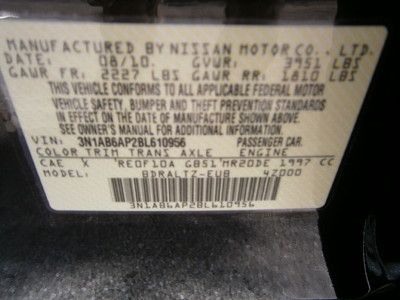 MANUFACTURED BY NISSAN MOTOR CO., LTD.
DATE: 08/10. GVWR: 3951 LBS
GAWR FR: 2227 LBS GAWR RR: 1810 LBS
THIS VEHICLE CONFORMS TO ALL APPLICABLE FEDERAL MOTOR
VEHICLE SAFETY, BUMPER AND THEFT PREVENTION STANDARDS
IN EFFECT ON THE DATE OF MANUFACTURE SHOWN ABOVE.
SEE OWNER'S MANUAL FOR ADDITIONAL INFORMATION.
VIN: 3N1AB6AP2BL610956 PASSENGER CAR.
COLOR TRIM TRANS AXLE ENGINE
CAE X RE0F10A GB51 MR20DE 1997 CC
MODEL: BDRALTZ-EUB 4Z000
3N1AB6AP2BL610956